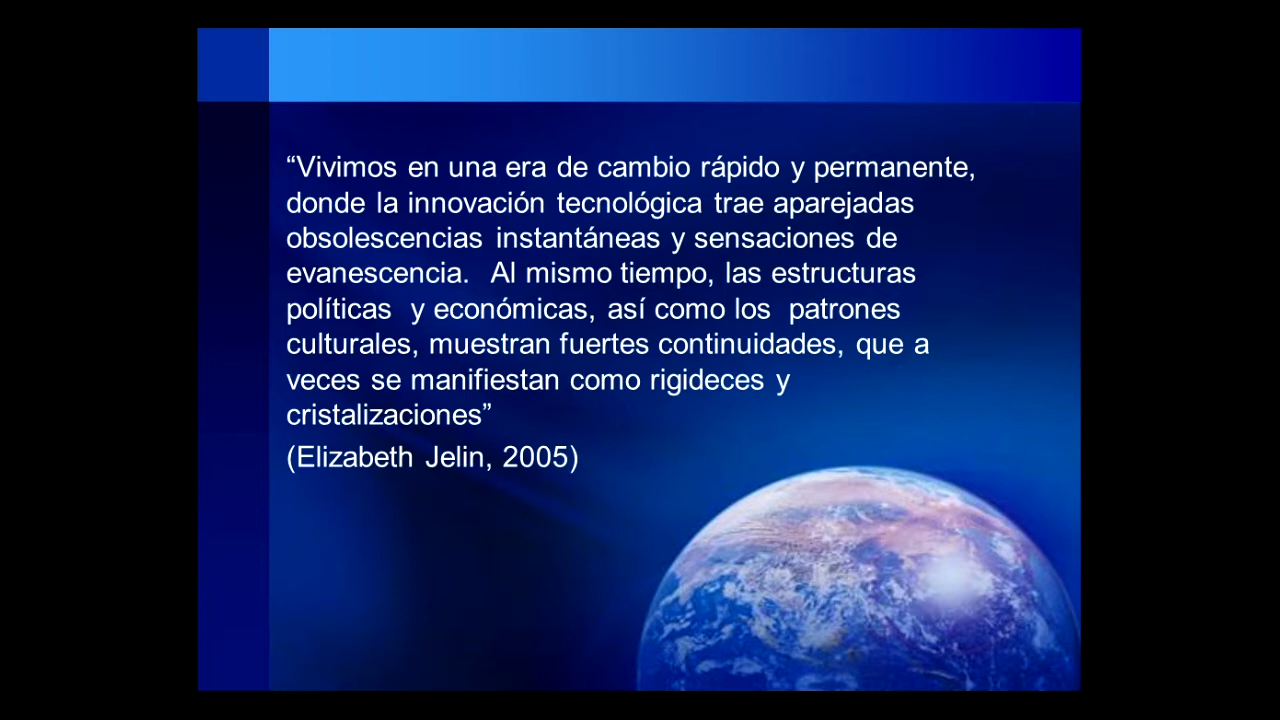 “Vivimos en una era de cambio rápido y permanente,
donde la innovación tecnológica trae aparejadas
obsolescencias instantáneas y sensaciones de
evanescencia.  Al mismo tiempo, las estructuras
políticas  y económicas, así como los  patrones
culturales, muestran fuertes continuidades, que a
veces se manifiestan como rigideces y
cristalizaciones”
(Elizabeth Jelin, 2005)